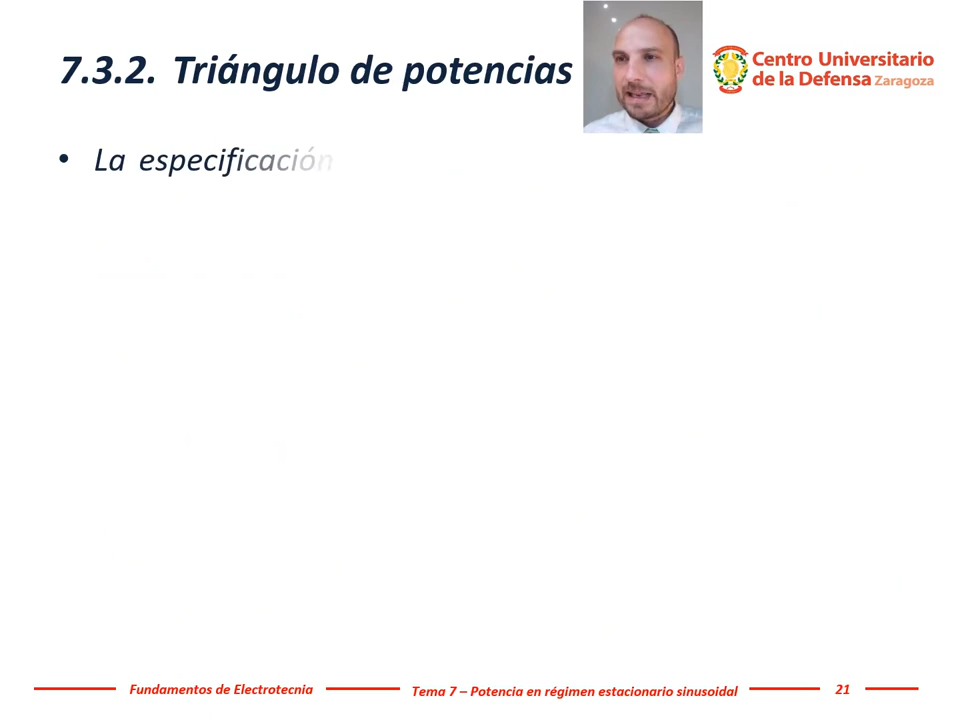 7.3.2. Triángulo de potencias
Centro Universitario
de la Defensa Zaragoza
• La especificación
Fundamentos de Electrotecnia
Tema 7 – Potencia en régimen estacionario sinusoidal
21